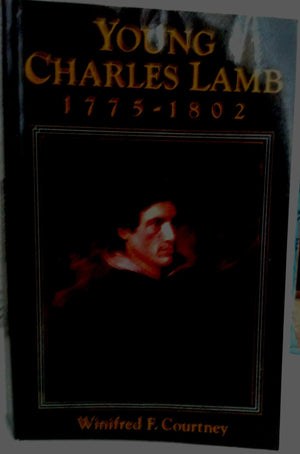 YOUNG
CHARLES LAMB
1775-1802
Winifred F. Courtney